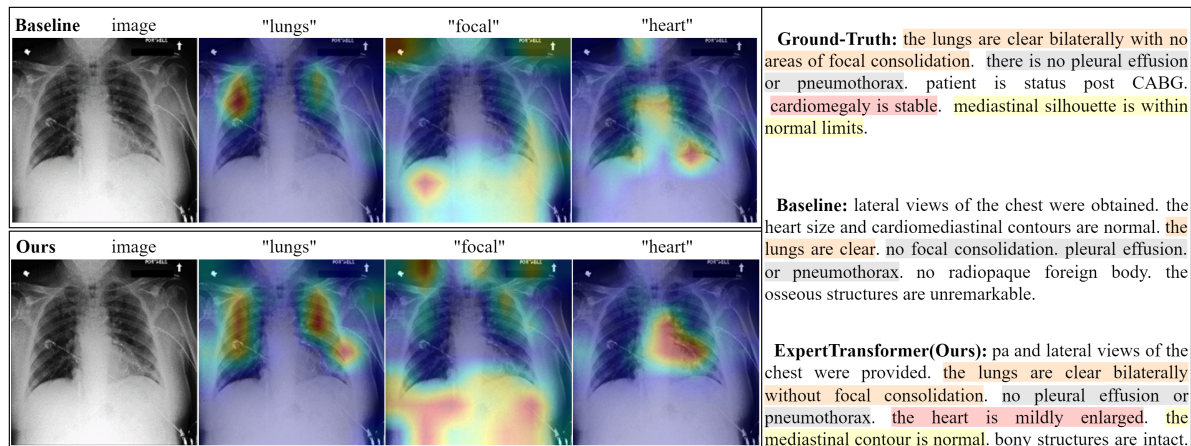 Baseline image "lungs" "focal" "heart"
PORTABLE
Ours image "lungs" "focal" "heart"
Ground-Truth: the lungs are clear bilaterally with no
areas of focal consolidation. there is no pleural effusion
or pneumothorax. patient is status post CABG.
cardiomegaly is stable. mediastinal silhouette is within
normal limits.
Baseline: lateral views of the chest were obtained. the
heart size and cardiomediastinal contours are normal. the
lungs are clear. no focal consolidation. pleural effusion.
or pneumothorax. no radiopaque foreign body. the
osseous structures are unremarkable.
ExpertTransformer(Ours): pa and lateral views of the
chest were provided. the lungs are clear bilaterally
without focal consolidation. no pleural effusion or
pneumothorax. the heart is mildly enlarged. the
mediastinal contour is normal. bony structures are intact.